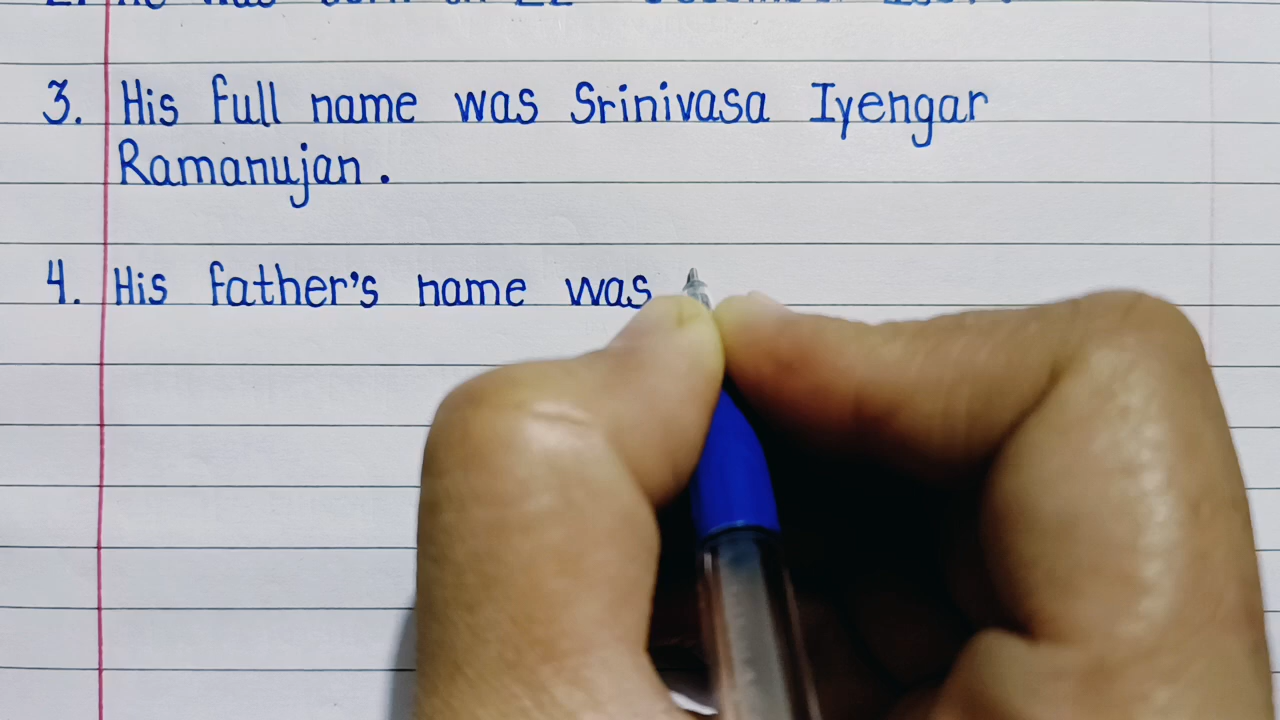 3. His full name was Srinivasa Iyengar
Ramanujan.
4. His father's name was